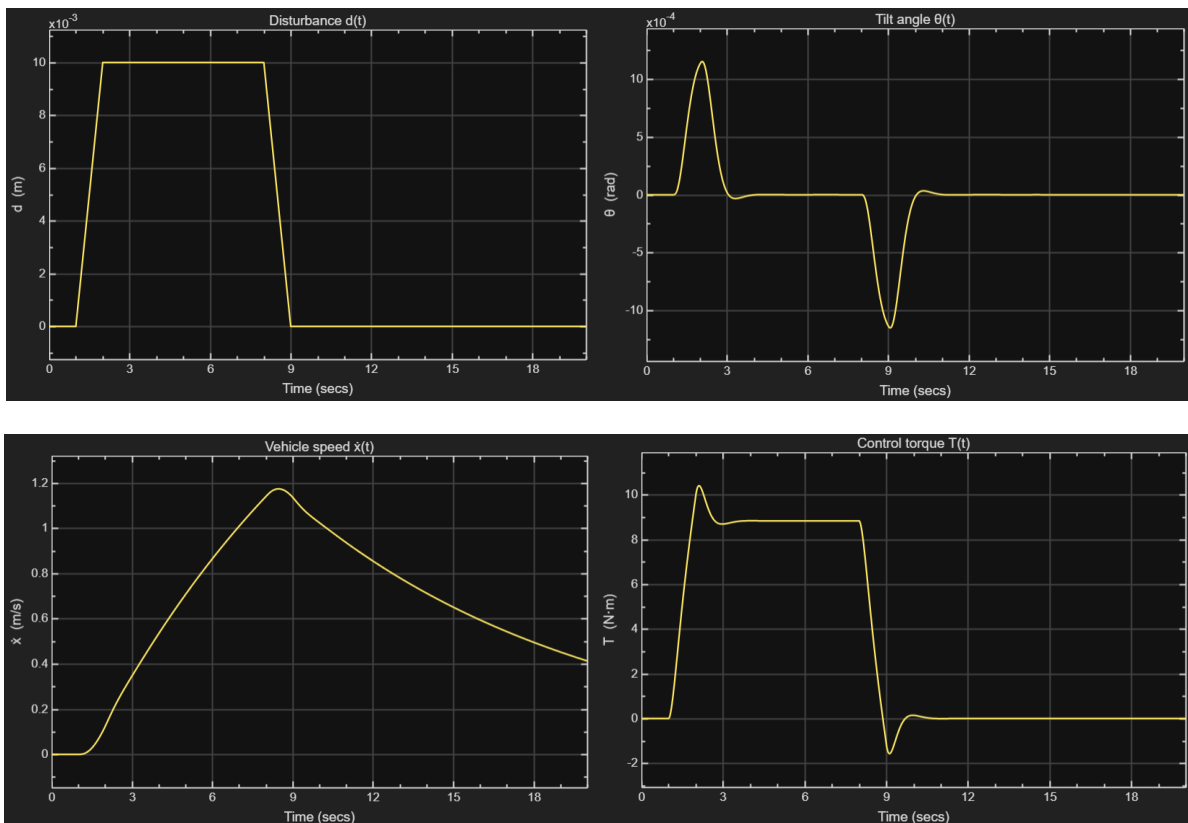 Disturbance d(t)
x10⁻³
10
8
6
4
2
0
d (m)
0 3 6 9 12 15 18
Time (secs)
Tilt angle θ(t)
x10⁻⁴
10
5
0
-5
-10
θ (rad)
0 3 6 9 12 15 18
Time (secs)
Vehicle speed ẋ(t)
1.2
1
0.8
0.6
0.4
0.2
0
ẋ (m/s)
0 3 6 9 12 15 18
Time (secs)
Control torque T(t)
10
8
6
4
2
0
-2
T (N·m)
0 3 6 9 12 15 18
Time (secs)